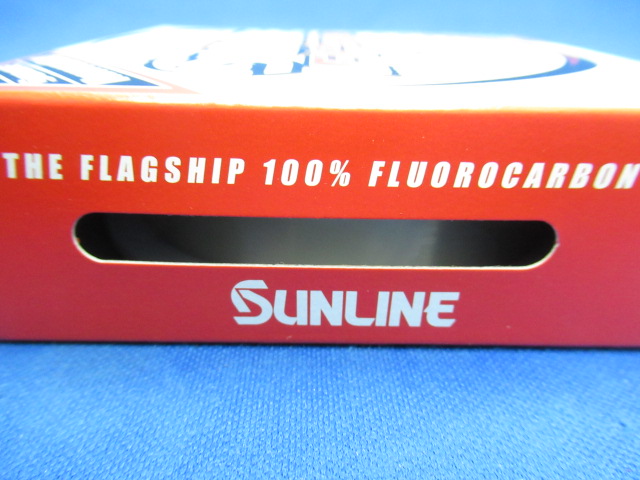 THE FLAGSHIP 100% FLUOROCARBON
SUNLINE